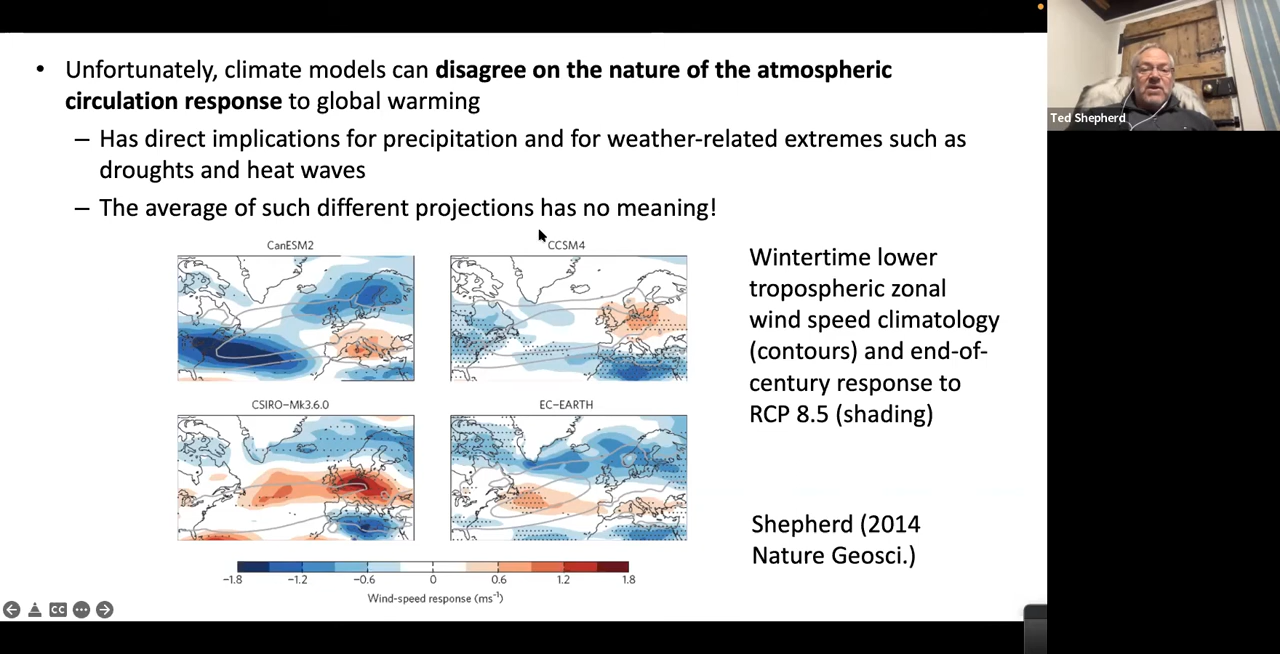 • Unfortunately, climate models can disagree on the nature of the atmospheric
circulation response to global warming
– Has direct implications for precipitation and for weather-related extremes such as
droughts and heat waves
– The average of such different projections has no meaning!
CanESM2
CCSM4
CSIRO–Mk3.6.0
EC–EARTH
−1.8 −1.2 −0.6 0 0.6 1.2 1.8
Wind-speed response (ms⁻¹)
Wintertime lower
tropospheric zonal
wind speed climatology
(contours) and end-of-
century response to
RCP 8.5 (shading)
Shepherd (2014
Nature Geosci.)
CC
Ted Shepherd